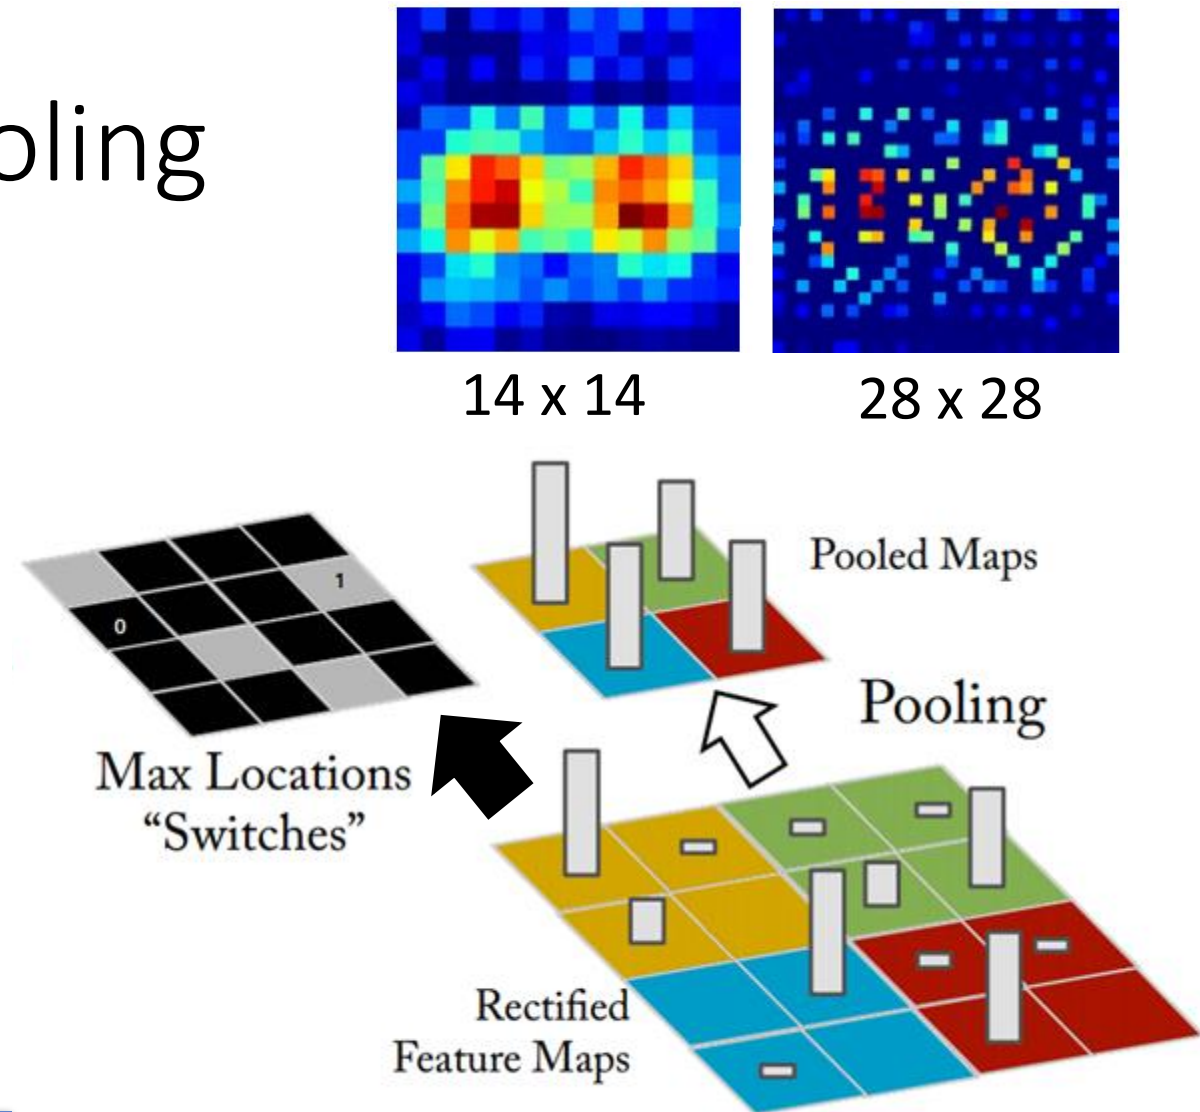 oling
14 x 14
28 x 28
Pooled Maps
1
0
Pooling
Max Locations
“Switches”
Rectified
Feature Maps